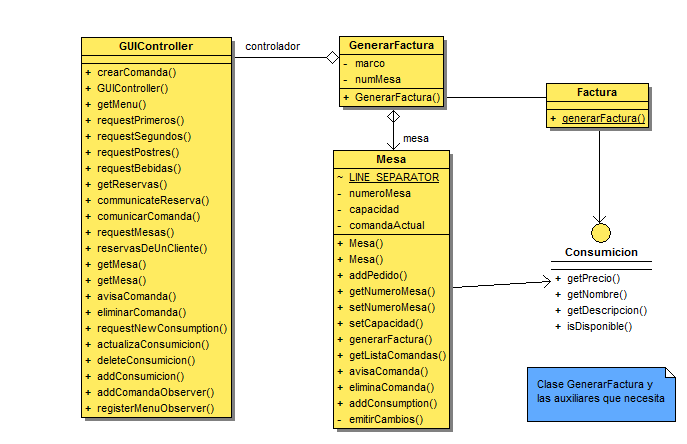 GUIController
+ crearComanda()
+ GUIController()
+ getMenu()
+ requestPrimeros()
+ requestSegundos()
+ requestPostres()
+ requestBebidas()
+ getReservas()
+ communicateReserva()
+ comunicarComanda()
+ requestMesas()
+ reservasDeUnCliente()
+ getMesa()
+ getMesa()
+ avisaComanda()
+ eliminarComanda()
+ requestNewConsumption()
+ actualizaConsumicion()
+ deleteConsumicion()
+ addConsumicion()
+ addComandaObserver()
+ registerMenuObserver()
controlador
GenerarFactura
- marco
- numMesa
+ GenerarFactura()
mesa
Mesa
~ LINE_SEPARATOR
- numeroMesa
- capacidad
- comandaActual
+ Mesa()
+ Mesa()
+ addPedido()
+ getNumeroMesa()
+ setNumeroMesa()
+ setCapacidad()
+ generarFactura()
+ getListaComandas()
+ avisaComanda()
+ eliminaComanda()
+ addConsumption()
- emitirCambios()
Factura
+ generarFactura()
Consumicion
+ getPrecio()
+ getNombre()
+ getDescripcion()
+ isDisponible()
Clase GenerarFactura y
las auxiliares que necesita